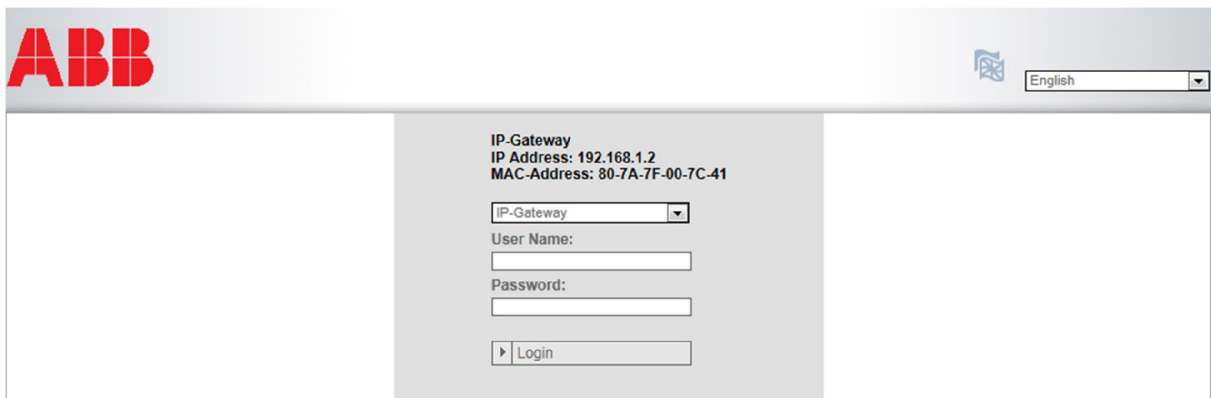 ABB
English
IP-Gateway
IP Address: 192.168.1.2
MAC-Address: 80-7A-7F-00-7C-41
IP-Gateway
User Name:
Password:
Login